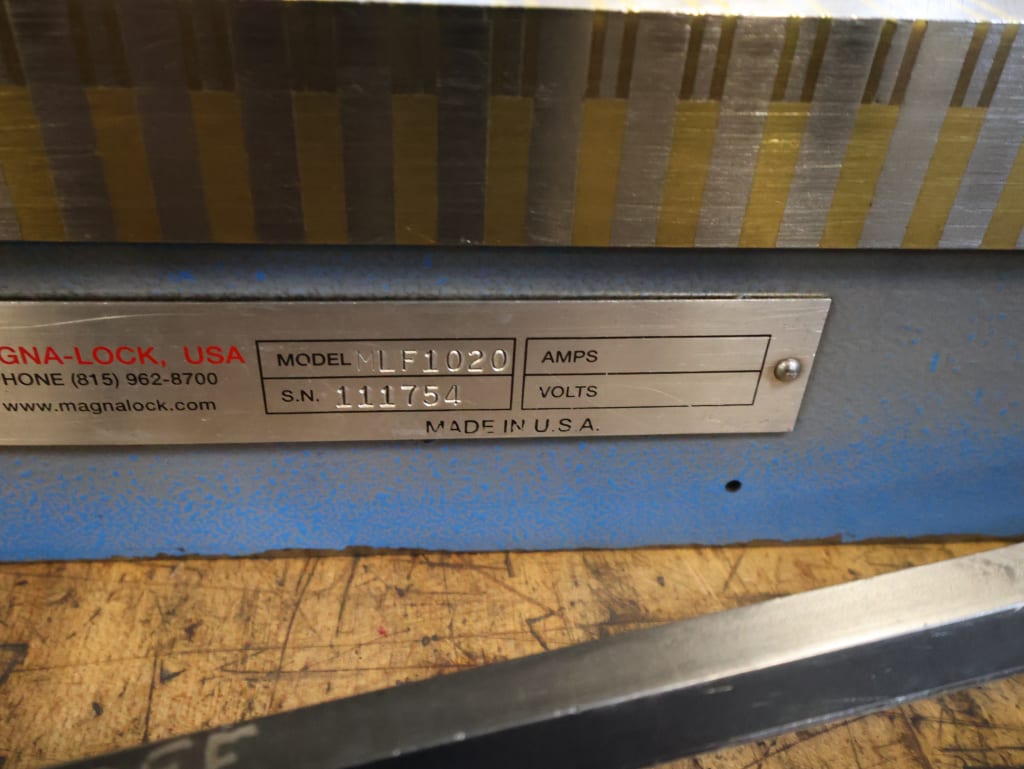 GNA-LOCK, USA
HONE (815) 962-8700
www.magnalock.com
MODEL MLF1020
S.N. 111754
AMPS
VOLTS
MADE IN U.S.A.